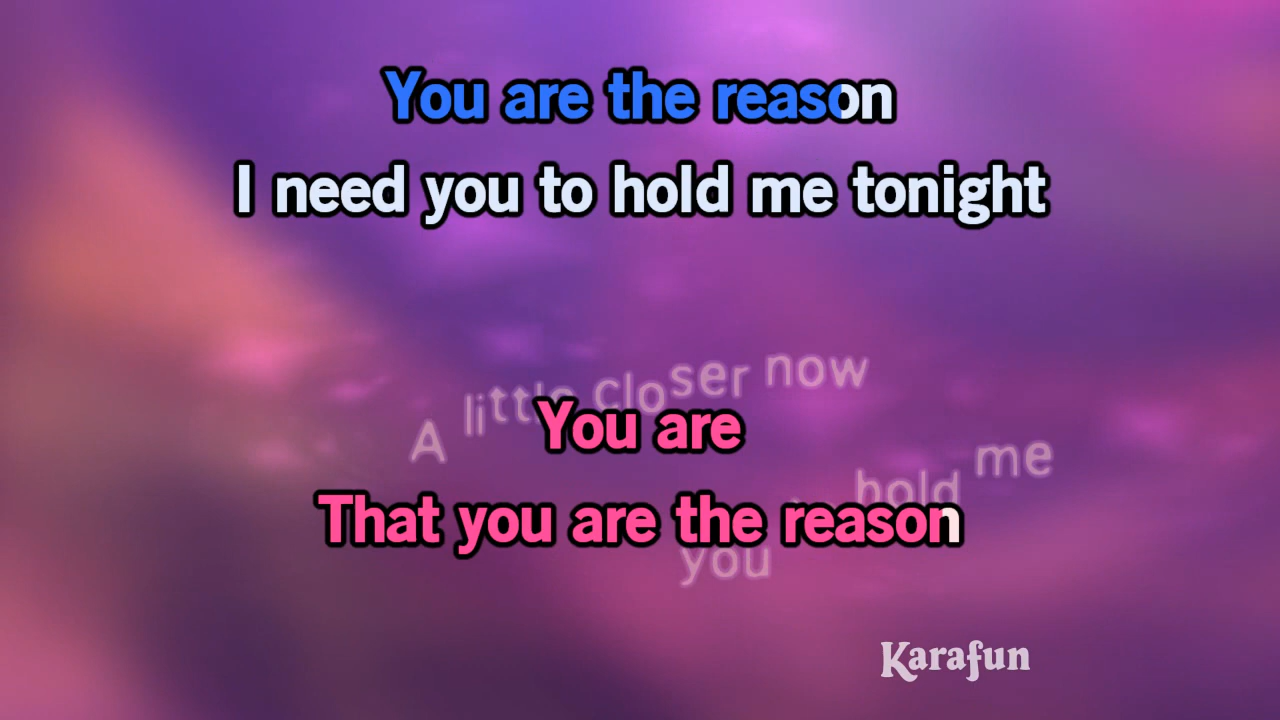 You are the reason
I need you to hold me tonight
A little closer now
You are
hold me
That you are the reason
you
Karafun